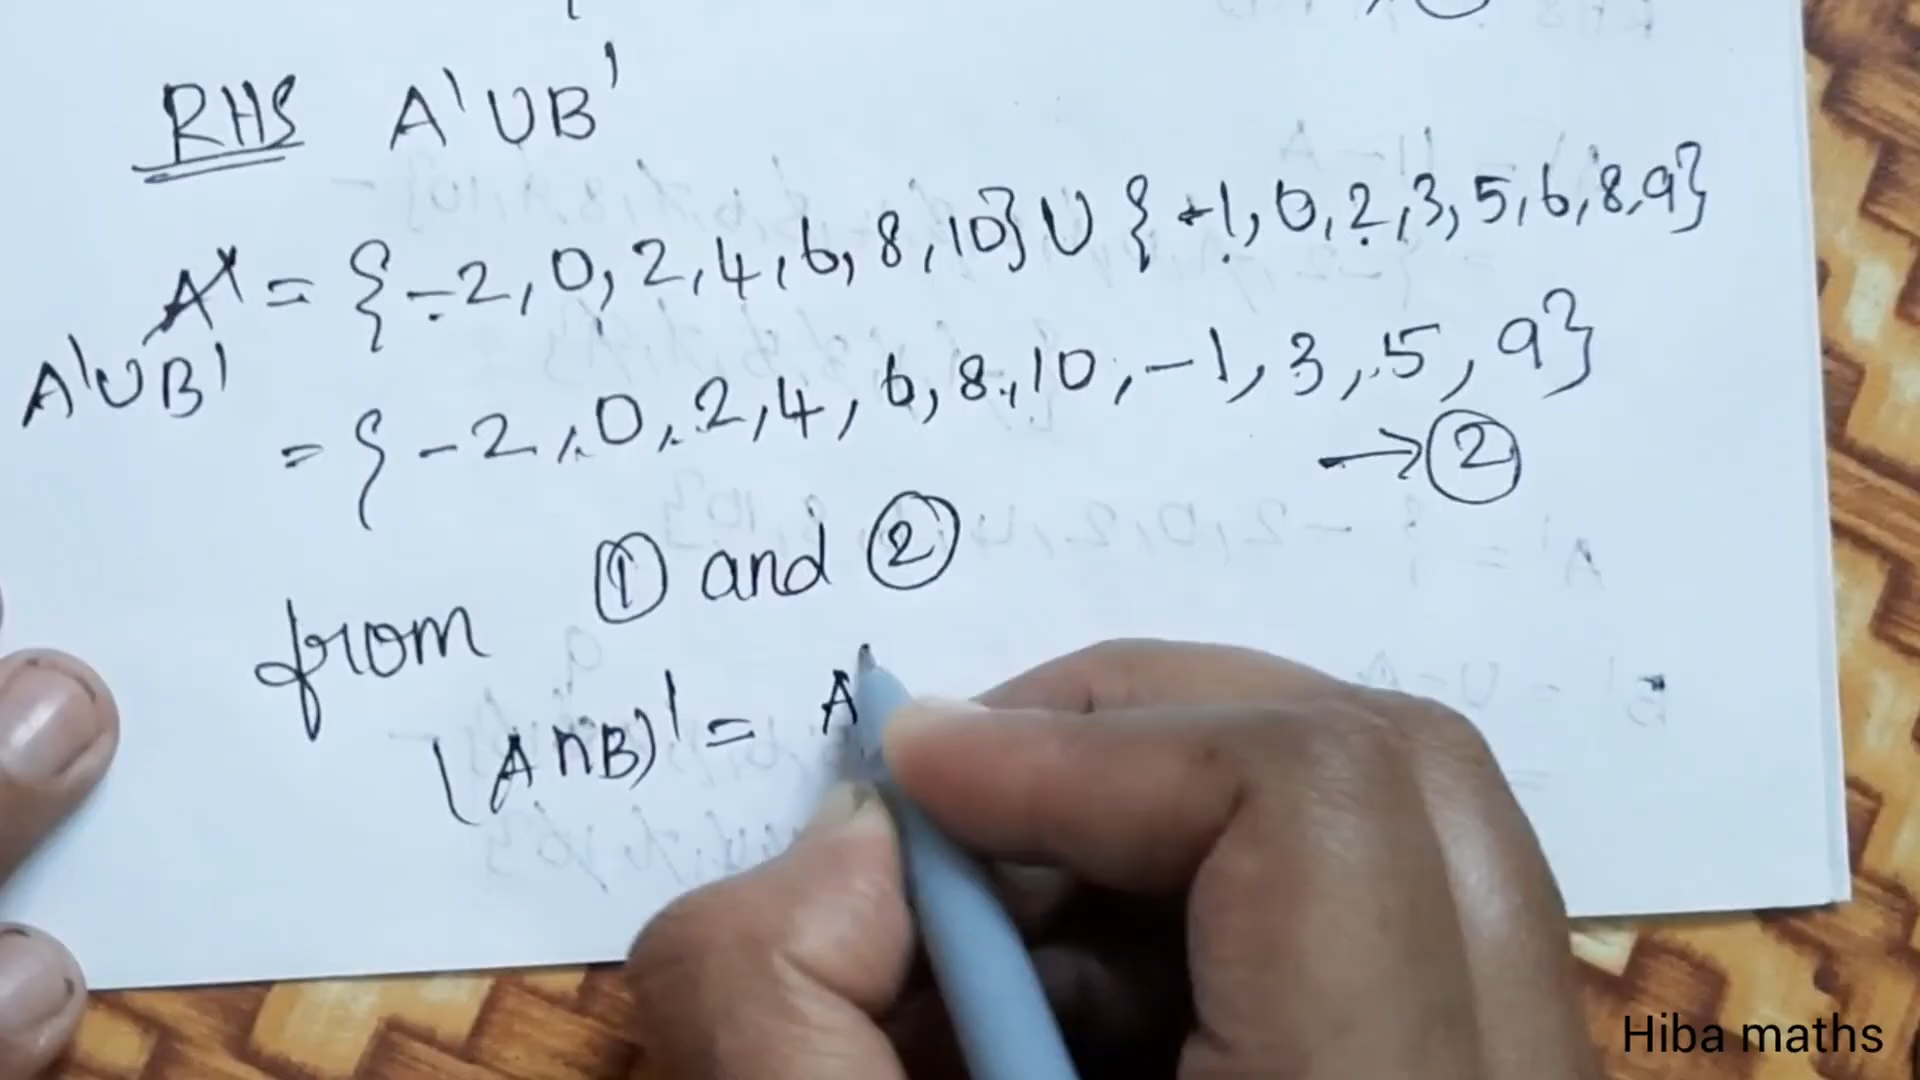 RHS A'UB'
A' = {-2, 0, 2, 4, 6, 8, 10} U {-1, 0, 2, 3, 5, 6, 8, 9}
A'UB'
= {-2, 0, 2, 4, 6, 8, 10, -1, 3, 5, 9}
→ ②
from ① and ②
(A∩B)' = A
Hiba maths